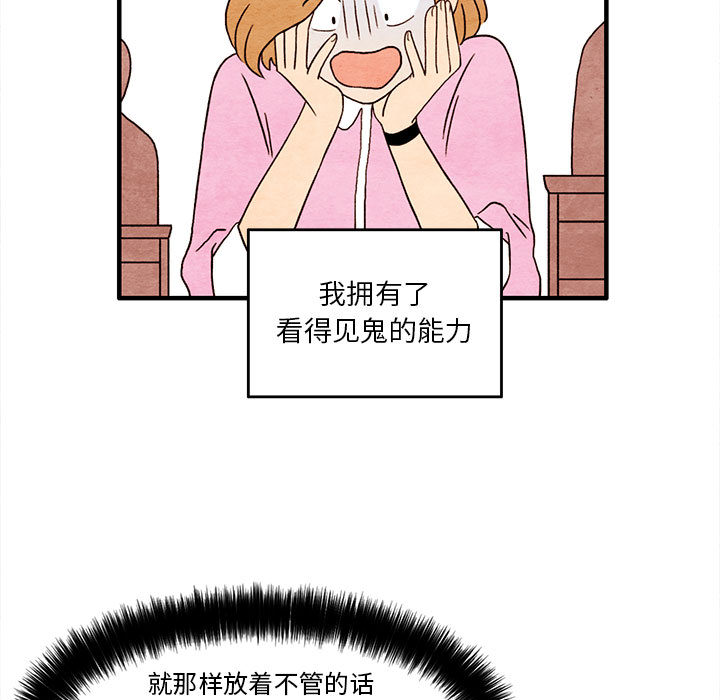 我拥有了
看得见鬼的能力
就那样放着不管的话